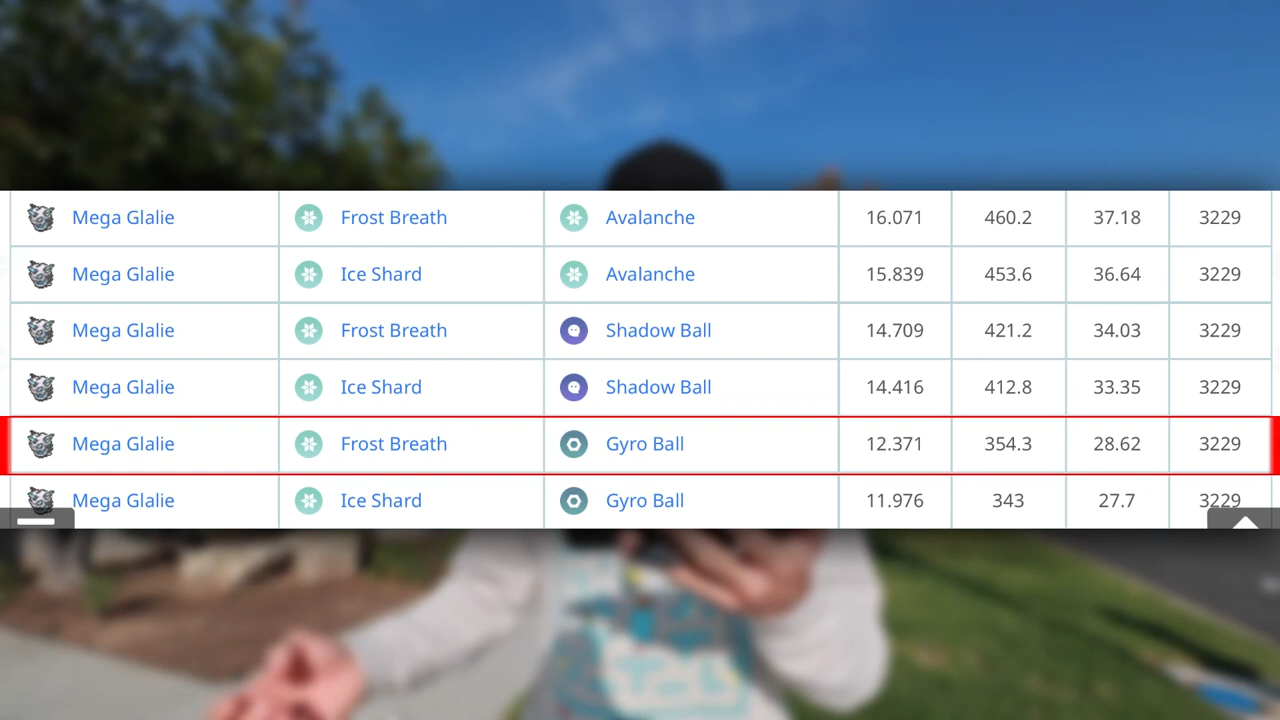 Mega Glalie Frost Breath Avalanche 16.071 460.2 37.18 3229
Mega Glalie Ice Shard Avalanche 15.839 453.6 36.64 3229
Mega Glalie Frost Breath Shadow Ball 14.709 421.2 34.03 3229
Mega Glalie Ice Shard Shadow Ball 14.416 412.8 33.35 3229
Mega Glalie Frost Breath Gyro Ball 12.371 354.3 28.62 3229
Mega Glalie Ice Shard Gyro Ball 11.976 343 27.7 3229